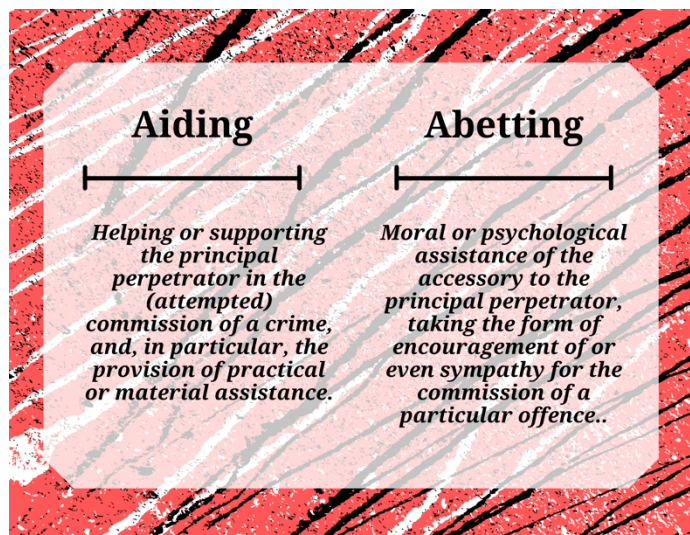 Aiding
Helping or supporting
the principal
perpetrator in the
(attempted)
commission of a crime,
and, in particular, the
provision of practical
or material assistance.
Abetting
Moral or psychological
assistance of the
accessory to the
principal perpetrator,
taking the form of
encouragement of or
even sympathy for the
commission of a
particular offence..